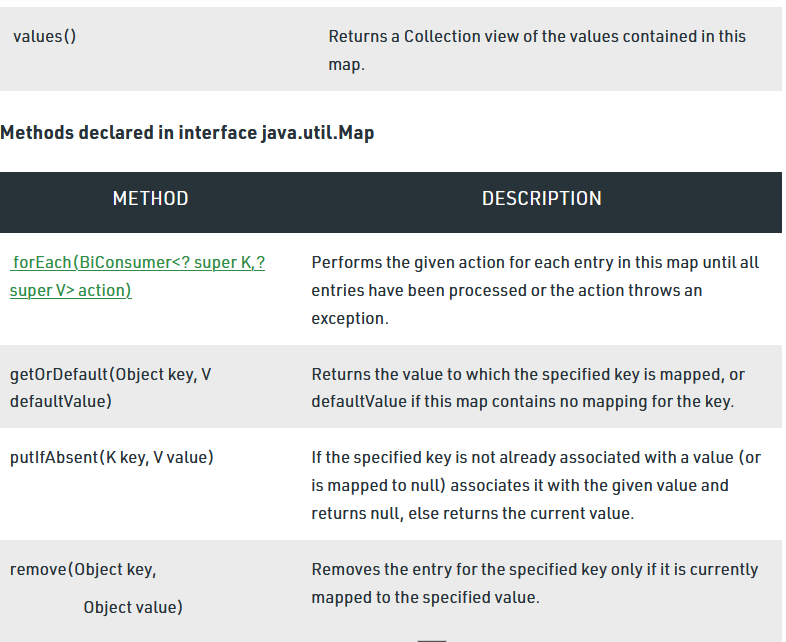 values()
Returns a Collection view of the values contained in this
map.
Methods declared in interface java.util.Map
METHOD
DESCRIPTION
forEach(BiConsumer<? super K,?
super V> action)
Performs the given action for each entry in this map until all
entries have been processed or the action throws an
exception.
getOrDefault(Object key, V
defaultValue)
Returns the value to which the specified key is mapped, or
defaultValue if this map contains no mapping for the key.
putIfAbsent(K key, V value)
If the specified key is not already associated with a value (or
is mapped to null) associates it with the given value and
returns null, else returns the current value.
remove(Object key,
Object value)
Removes the entry for the specified key only if it is currently
mapped to the specified value.